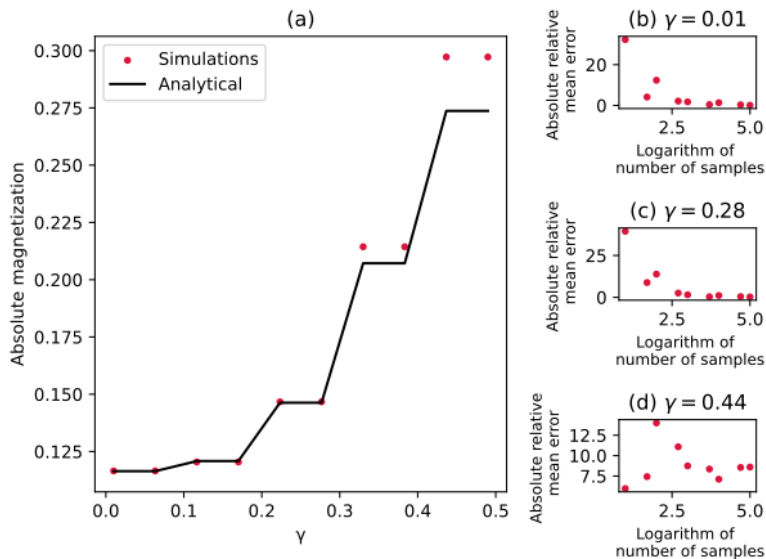 (a)
Simulations
Analytical
0.300
0.275
0.250
0.225
0.200
0.175
0.150
0.125
Absolute magnetization
0.0 0.1 0.2 0.3 0.4 0.5
γ
(b) γ = 0.01
Absolute relative
mean error
20
0
2.5 5.0
Logarithm of
number of samples
(c) γ = 0.28
Absolute relative
mean error
25
0
2.5 5.0
Logarithm of
number of samples
(d) γ = 0.44
Absolute relative
mean error
12.5
10.0
7.5
2.5 5.0
Logarithm of
number of samples